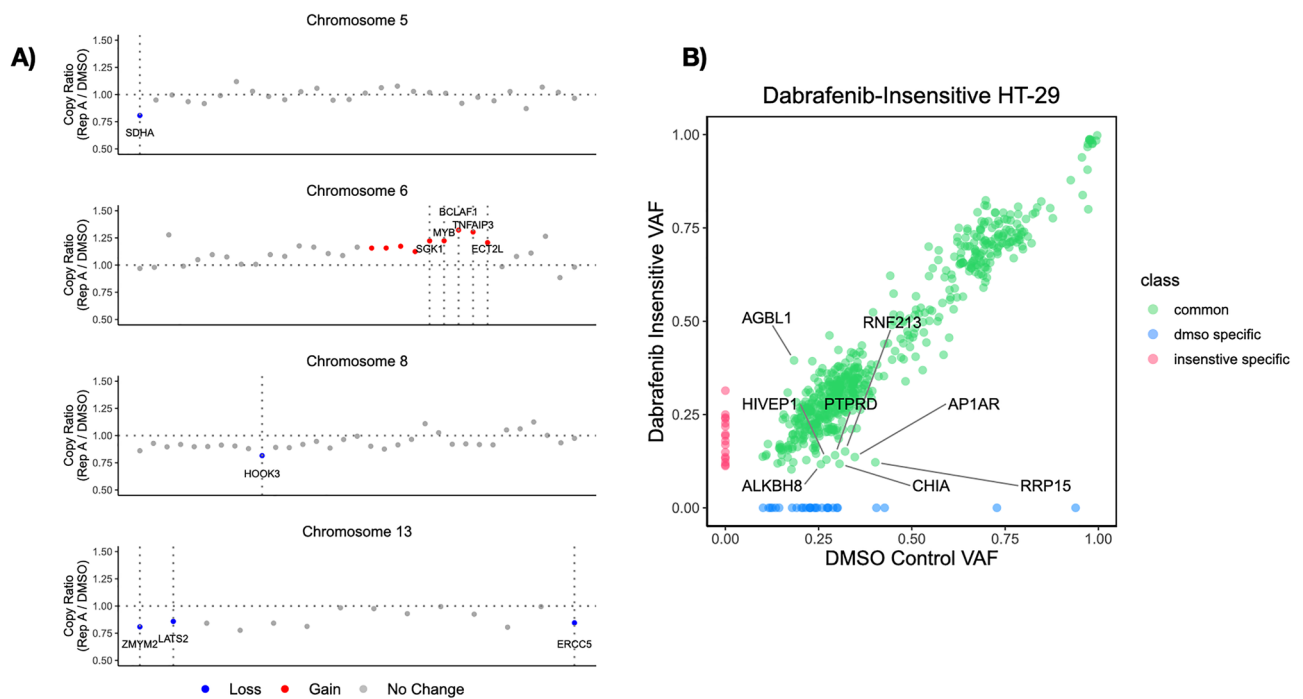 A)
Chromosome 5
Copy Ratio
(Rep A / DMSO)
1.50
1.25
1.00
0.75
0.50
SDHA
Chromosome 6
Copy Ratio
(Rep A / DMSO)
1.50
1.25
1.00
0.75
0.50
BCLAF1
TNFAIP3
MYB
SGK1
ECT2L
Chromosome 8
Copy Ratio
(Rep A / DMSO)
1.50
1.25
1.00
0.75
0.50
HOOK3
Chromosome 13
Copy Ratio
(Rep A / DMSO)
1.50
1.25
1.00
0.75
0.50
ZMYM2
LATS2
ERCC5
Loss Gain No Change
B)
Dabrafenib-Insensitive HT-29
Dabrafenib Insensitive VAF
1.00
0.75
0.50
0.25
0.00
AGBL1
RNF213
HIVEP1
PTPRD
AP1AR
ALKBH8
CHIA
RRP15
0.00 0.25 0.50 0.75 1.00
DMSO Control VAF
class
common
dmso specific
insenstive specific